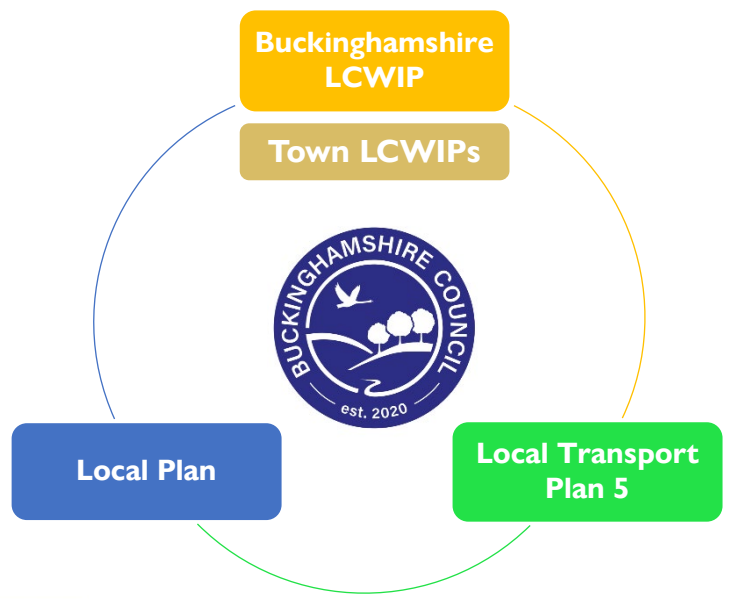 Buckinghamshire
LCWIP
Town LCWIPs
BUCKINGHAMSHIRE COUNCIL
est. 2020
Local Plan
Local Transport
Plan 5